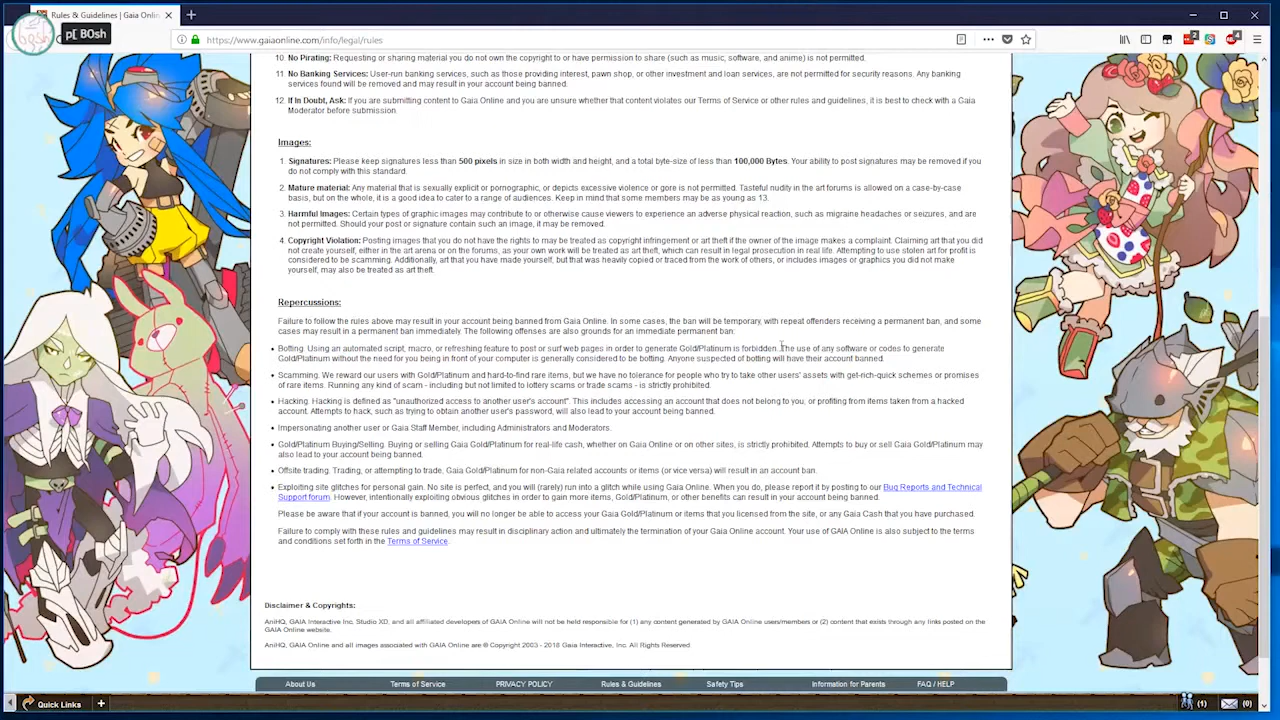 Rules & Guidelines | Gaia Onlin
BOsh
p[ BOsh
https://www.gaiaonline.com/info/legal/rules
10. No Pirating: Requesting or sharing material you do not own the copyright to or have permission to share (such as music, software, and anime) is not permitted.
11. No Banking Services: User-run banking services, such as those providing interest, pawn shop, or other investment and loan services, are not permitted for security reasons. Any banking
services found will be removed and may result in your account being banned.
12. If In Doubt, Ask: If you are submitting content to Gaia Online and you are unsure whether that content violates our Terms of Service or other rules and guidelines, it is best to check with a Gaia
Moderator before submission.
Images:
1. Signatures: Please keep signatures less than 500 pixels in size in both width and height, and a total byte-size of less than 100,000 Bytes. Your ability to post signatures may be removed if you
do not comply with this standard.
2. Mature material: Any material that is sexually explicit or pornographic, or depicts excessive violence or gore is not permitted. Tasteful nudity in the art forums is allowed on a case-by-case
basis, but on the whole, it is a good idea to cater to a range of audiences. Keep in mind that some members may be as young as 13.
3. Harmful Images: Certain types of graphic images may contribute to or otherwise cause viewers to experience an adverse physical reaction, such as migraine headaches or seizures, and are
not permitted. Should your post or signature contain such an image, it may be removed.
4. Copyright Violation: Posting images that you do not have the rights to may be treated as copyright infringement or art theft if the owner of the image makes a complaint. Claiming art that you did
not create yourself, either in the art arena or on the forums, as your own work will be treated as art theft, which can result in legal prosecution in real life. Attempting to use stolen art for profit is
considered to be scamming. Additionally, art that you have made yourself, but that was heavily copied or traced from the work of others, or includes images or graphics you did not make
yourself, may also be treated as art theft.
Repercussions:
Failure to follow the rules above may result in your account being banned from Gaia Online. In some cases, the ban will be temporary, with repeat offenders receiving a permanent ban, and some
cases may result in a permanent ban immediately. The following offenses are also grounds for an immediate permanent ban:
• Botting. Using an automated script, macro, or refreshing feature to post or surf web pages in order to generate Gold/Platinum is forbidden. The use of any software or codes to generate
Gold/Platinum without the need for you being in front of your computer is generally considered to be botting. Anyone suspected of botting will have their account banned.
• Scamming. We reward our users with Gold/Platinum and hard-to-find rare items, but we have no tolerance for people who try to take other users' assets with get-rich-quick schemes or promises
of rare items. Running any kind of scam - including but not limited to lottery scams or trade scams - is strictly prohibited.
• Hacking. Hacking is defined as "unauthorized access to another user's account". This includes accessing an account that does not belong to you, or profiting from items taken from a hacked
account. Attempts to hack, such as trying to obtain another user's password, will also lead to your account being banned.
• Impersonating another user or Gaia Staff Member, including Administrators and Moderators.
• Gold/Platinum Buying/Selling. Buying or selling Gaia Gold/Platinum for real-life cash, whether on Gaia Online or on other sites, is strictly prohibited. Attempts to buy or sell Gaia Gold/Platinum may
also lead to your account being banned.
• Offsite trading. Trading, or attempting to trade, Gaia Gold/Platinum for non-Gaia related accounts or items (or vice versa) will result in an account ban.
• Exploiting site glitches for personal gain. No site is perfect, and you will (rarely) run into a glitch while using Gaia Online. When you do, please report it by posting to our Bug Reports and Technical
Support forum. However, intentionally exploiting obvious glitches in order to gain more items, Gold/Platinum, or other benefits can result in your account being banned.
Please be aware that if your account is banned, you will no longer be able to access your Gaia Gold/Platinum or items that you licensed from the site, or any Gaia Cash that you have purchased.
Failure to comply with these rules and guidelines may result in disciplinary action and ultimately the termination of your Gaia Online account. Your use of GAIA Online is also subject to the terms
and conditions set forth in the Terms of Service.
Disclaimer & Copyrights:
AniHQ, GAIA Interactive Inc. Studio XD, and all affiliated developers of GAIA Online will not be held responsible for (1) any content generated by GAIA Online users/members or (2) content that exists through any links posted on the
GAIA Online website.
AniHQ, GAIA Online and all images associated with GAIA Online are © Copyright 2003 - 2018 Gaia Interactive, Inc. All Rights Reserved.
About Us Terms of Service PRIVACY POLICY Rules & Guidelines Safety Tips Information for Parents FAQ / HELP
Quick Links + (1) (0)